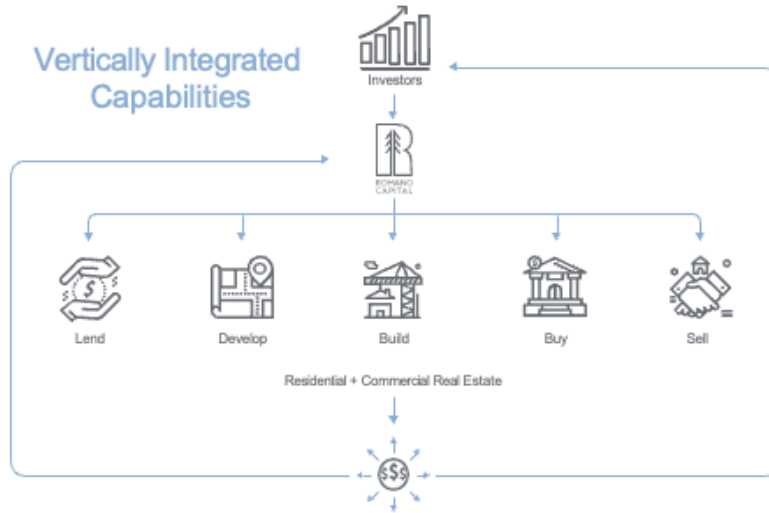 Vertically Integrated
Capabilities
Investors
ROMANO
CAPITAL
$
$
Lend
Develop
Build
Buy
Sell
Residential + Commercial Real Estate
$$$